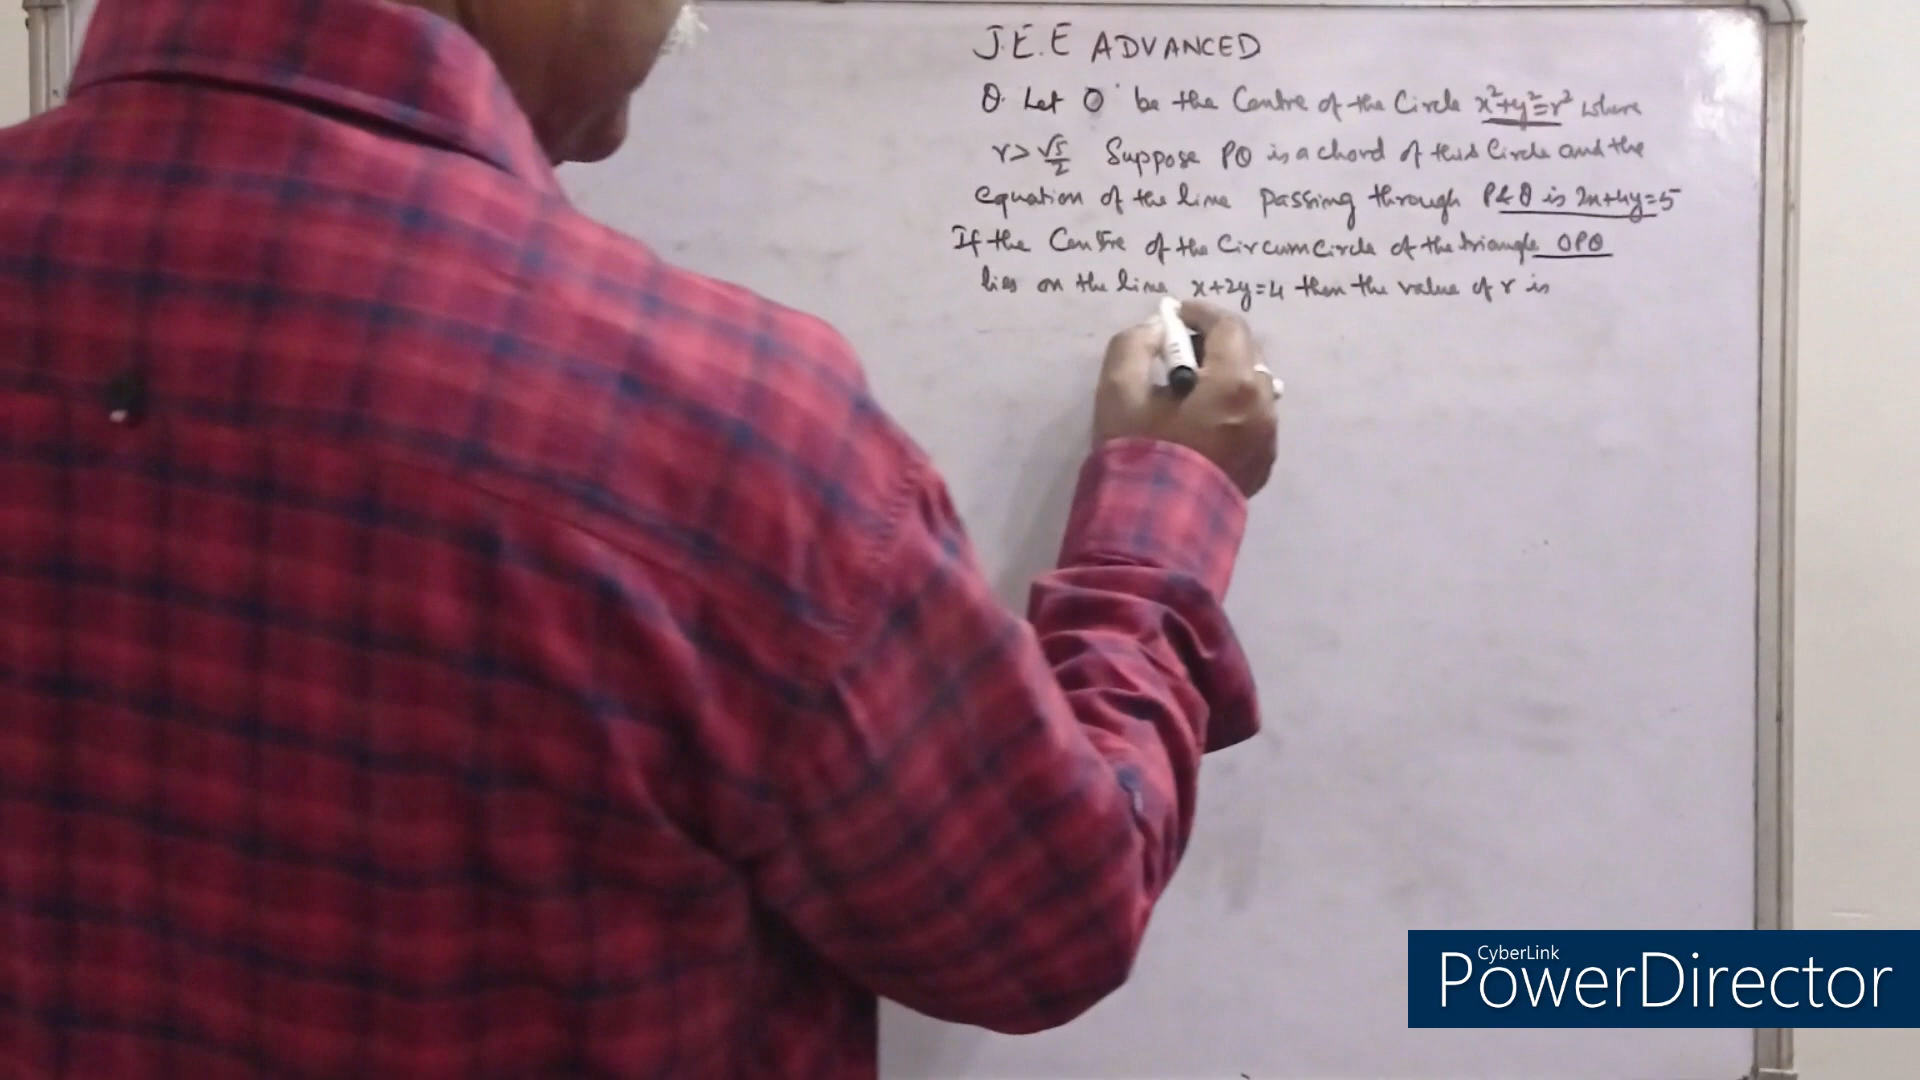 J.E.E ADVANCED
Q. Let O be the Centre of the Circle x²+y²=r² where
r>√5/2 Suppose PQ is a chord of this Circle and the
equation of the line passing through P & Q is 2x+4y=5
If the Centre of the Circumcircle of the triangle OPQ
lies on the line x+2y=4 then the value of r is
CyberLink
PowerDirector